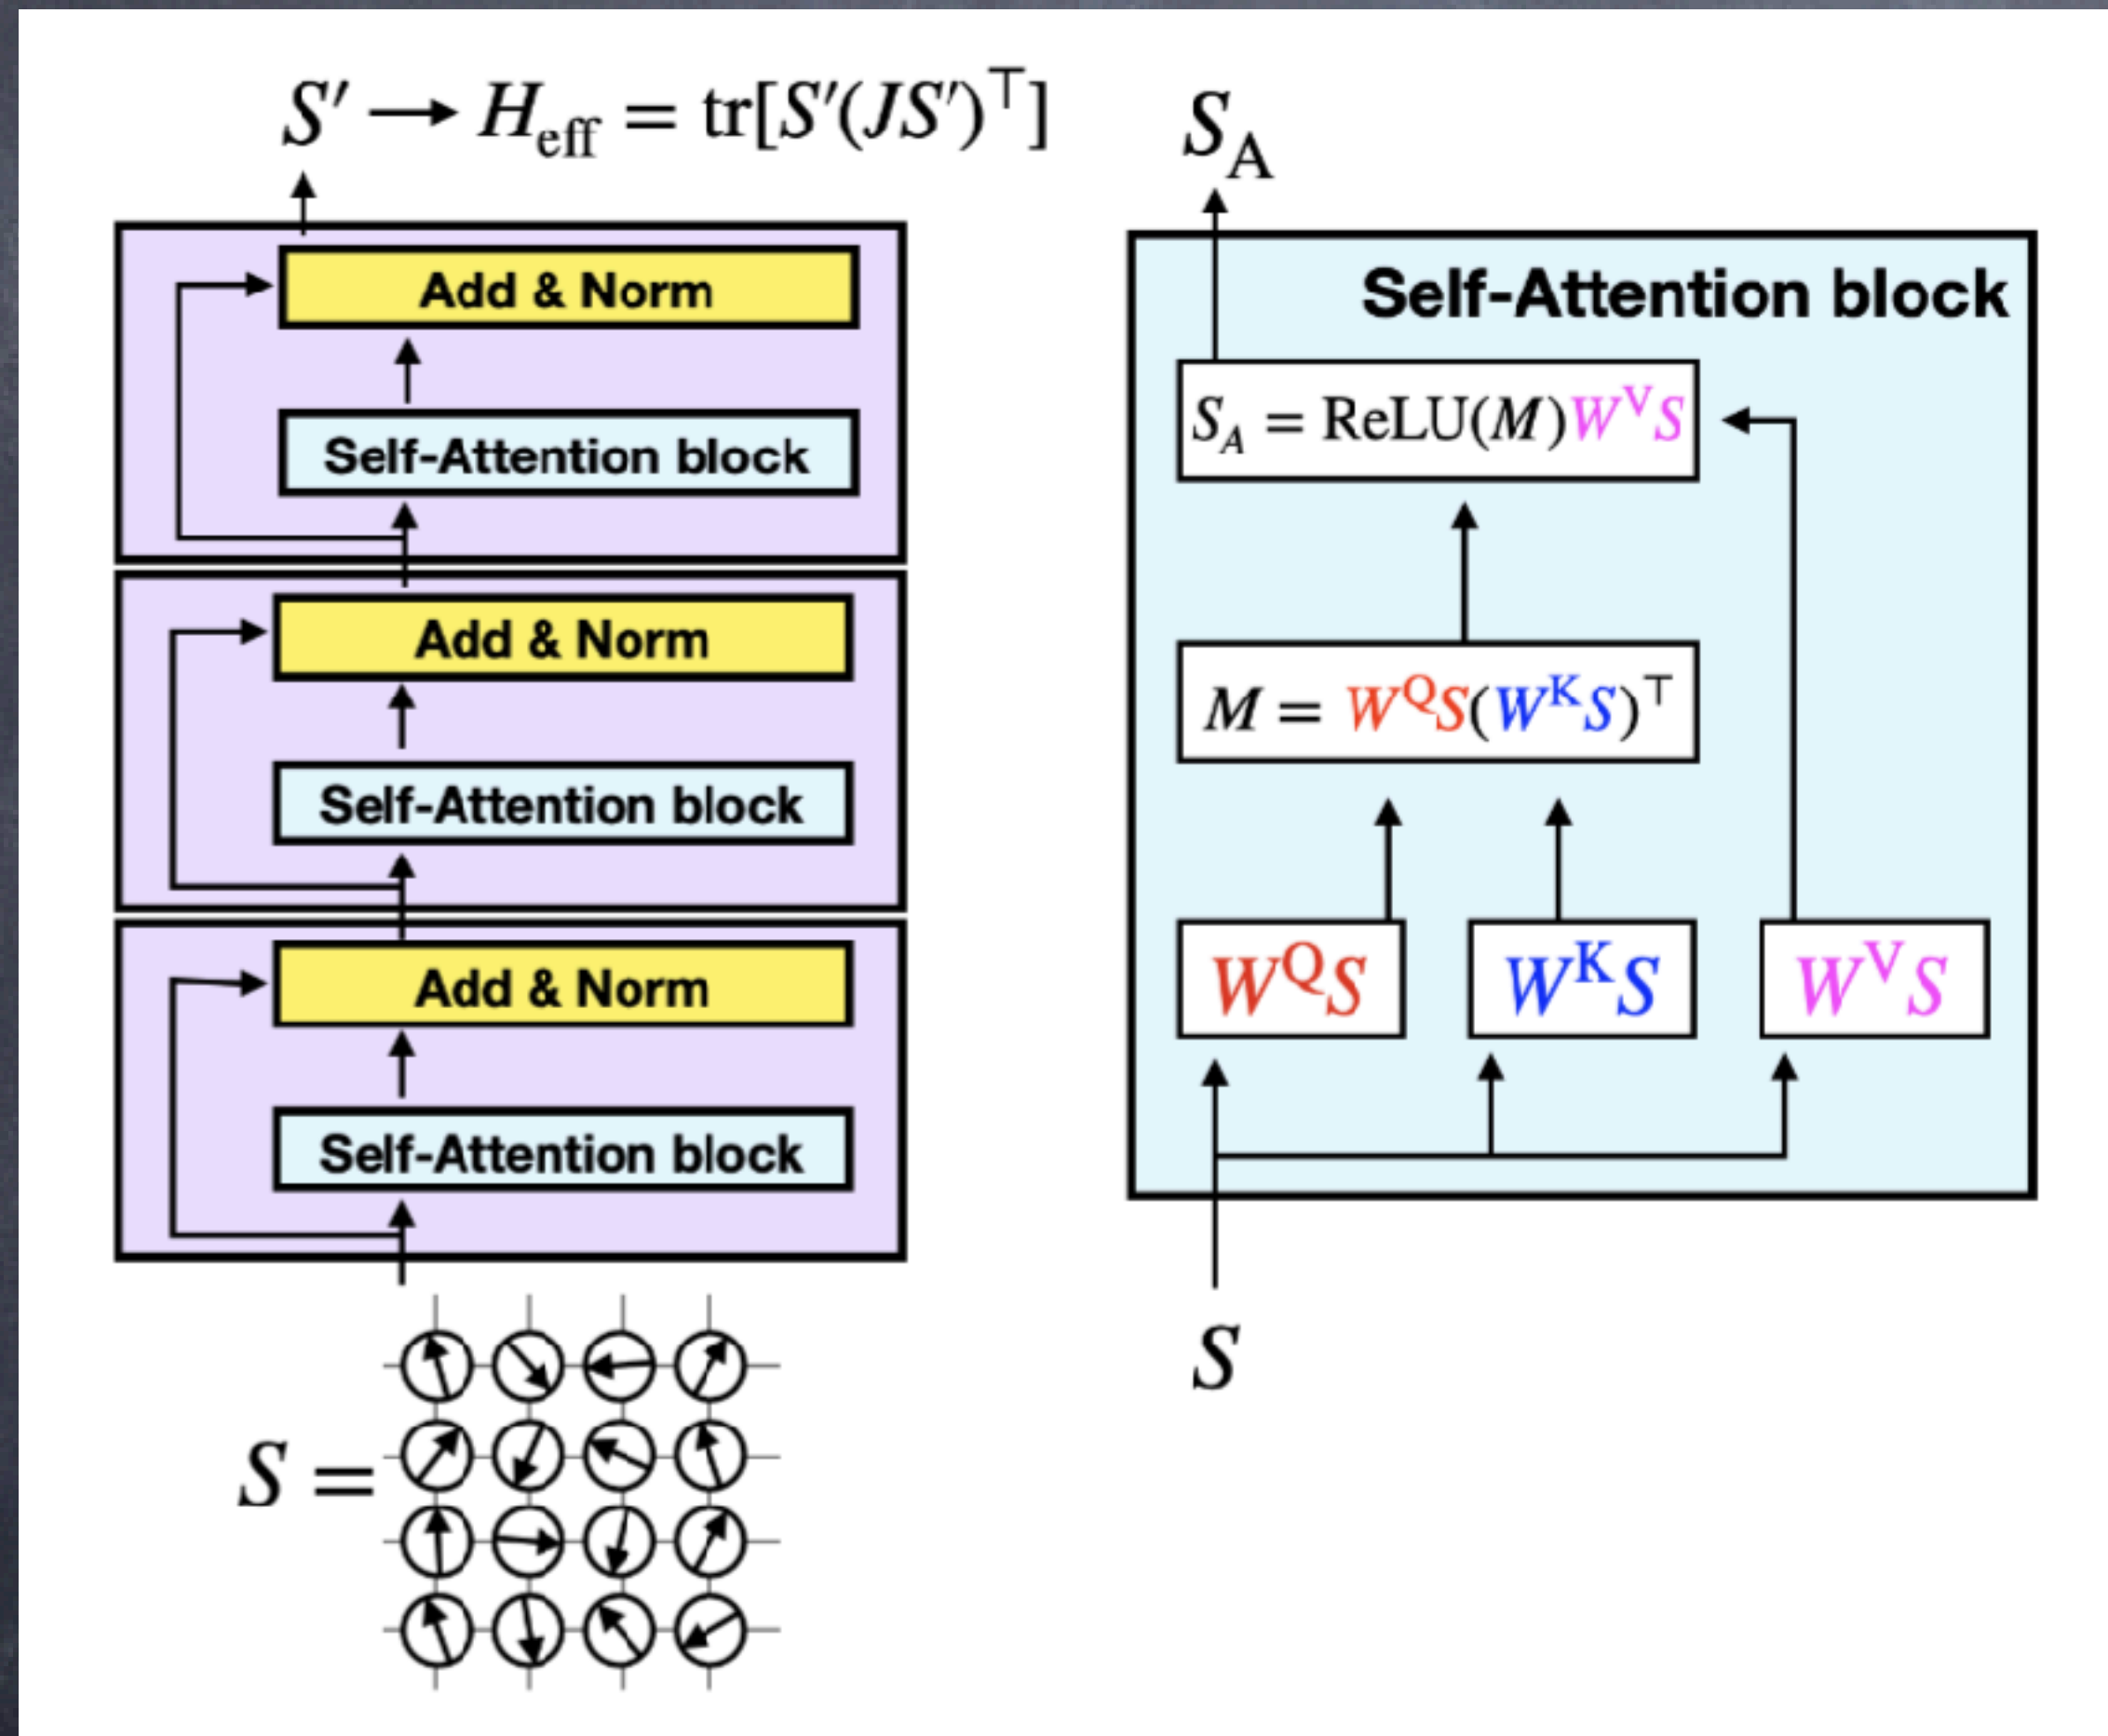 S′ → H_eff = tr[S′(JS′)^⊤]
Add & Norm
Self-Attention block
Add & Norm
Self-Attention block
Add & Norm
Self-Attention block
S =
S_A
Self-Attention block
S_A = ReLU(M)W^V S
M = W^Q S(W^K S)^⊤
W^Q S
W^K S
W^V S
S